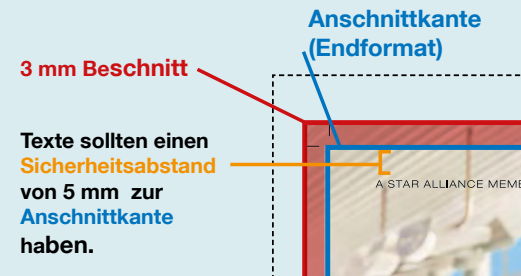 Anschnittkante
(Endformat)
3 mm Beschnitt
Texte sollten einen
Sicherheitsabstand
von 5 mm zur
Anschnittkante
haben.
A STAR ALLIANCE MEMB